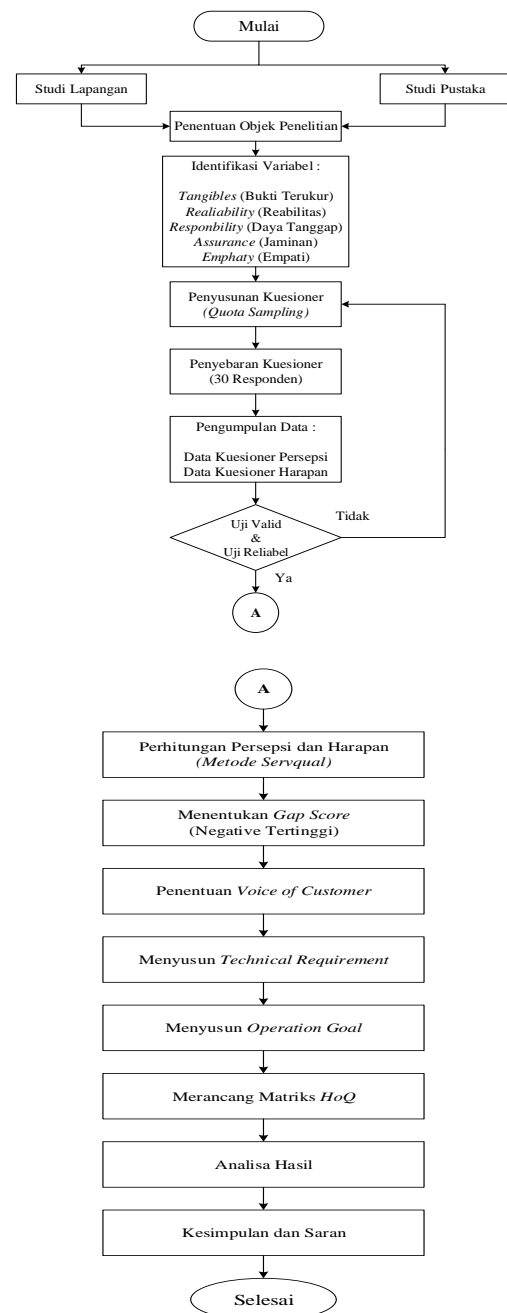 Mulai
Studi Lapangan
Studi Pustaka
Penentuan Objek Penelitian
Identifikasi Variabel :
Tangibles (Bukti Terukur)
Realiability (Reabilitas)
Responbility (Daya Tanggap)
Assurance (Jaminan)
Emphaty (Empati)
Penyusunan Kuesioner
(Quota Sampling)
Penyebaran Kuesioner
(30 Responden)
Pengumpulan Data :
Data Kuesioner Persepsi
Data Kuesioner Harapan
Uji Valid
&
Uji Reliabel
Tidak
Ya
A
A
Perhitungan Persepsi dan Harapan
(Metode Servqual)
Menentukan Gap Score
(Negative Tertinggi)
Penentuan Voice of Customer
Menyusun Technical Requirement
Menyusun Operation Goal
Merancang Matriks HoQ
Analisa Hasil
Kesimpulan dan Saran
Selesai